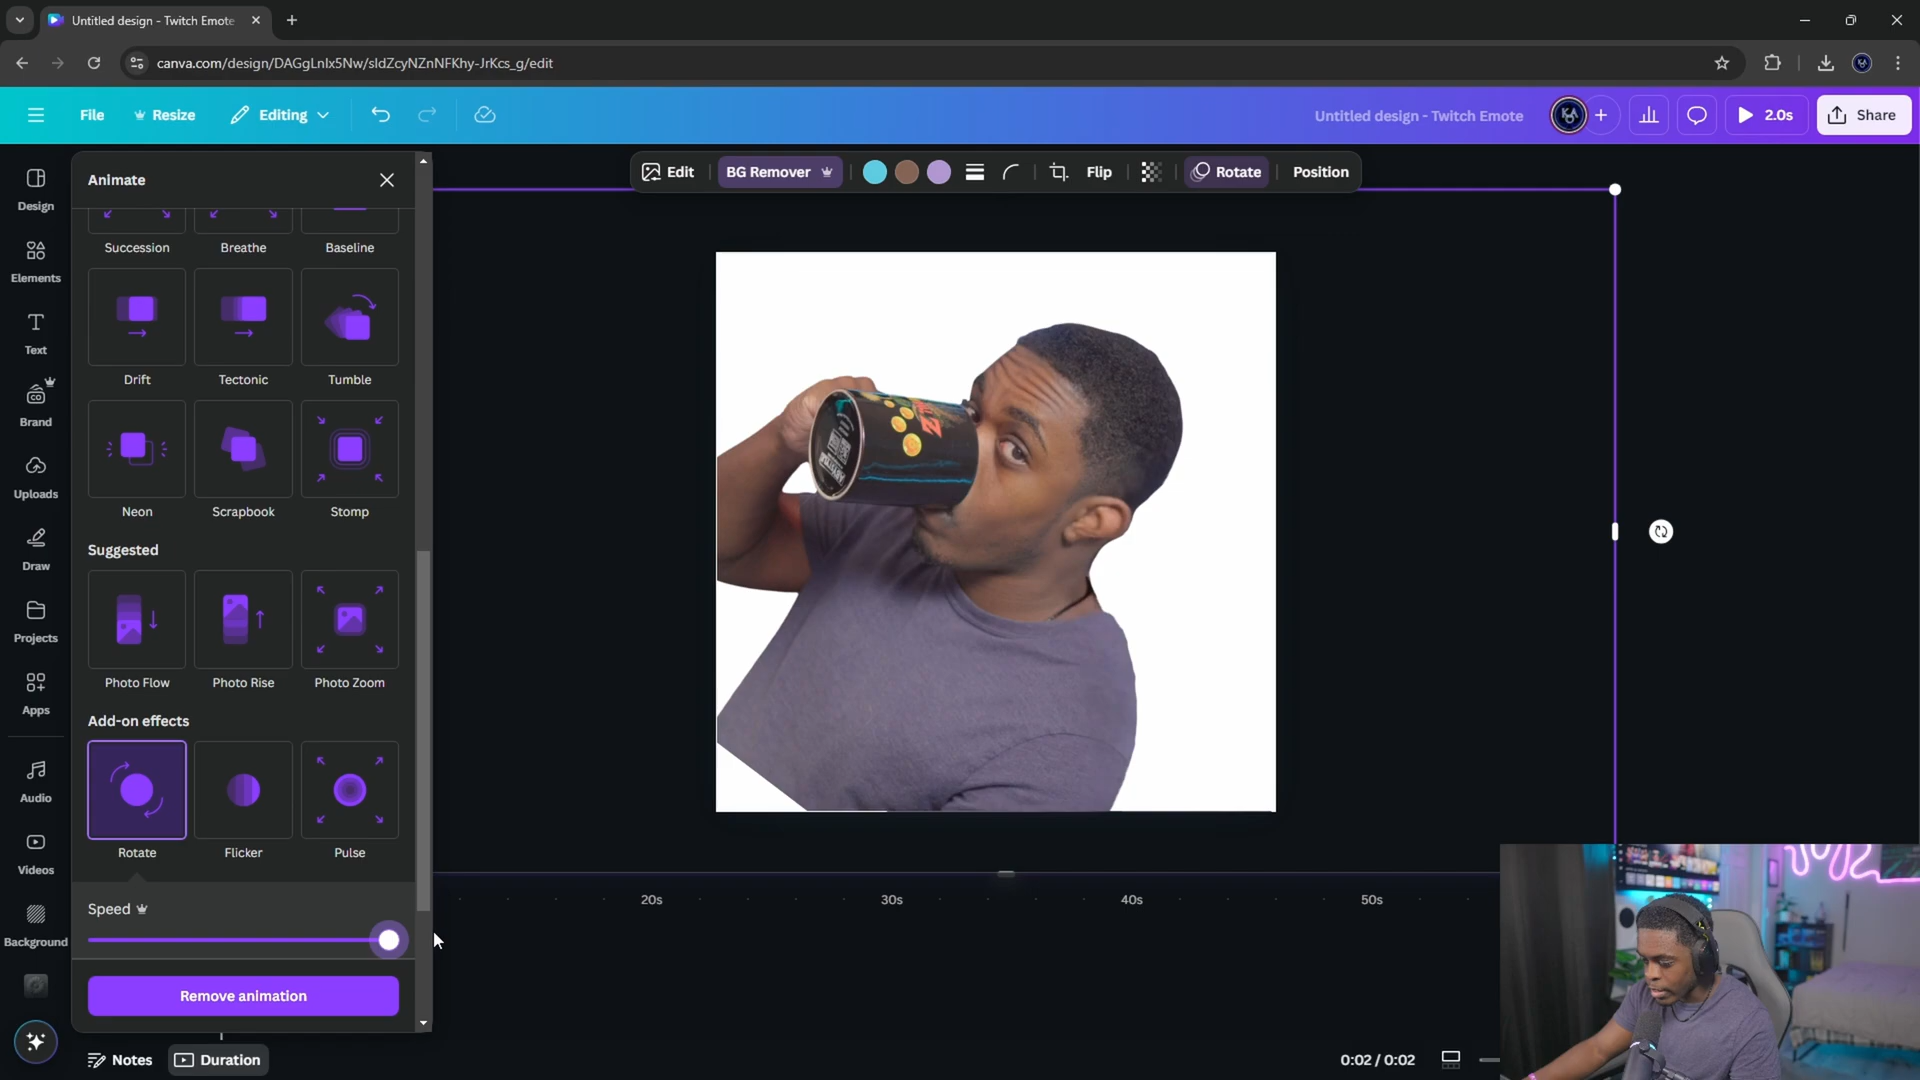 Untitled design - Twitch Emote
canva.com/design/DAGgLnIx5Nw/sldZcyNZnNFKhy-JrKcs_g/edit
File
Resize
Editing
Untitled design - Twitch Emote
2.0s
Share
Design
Elements
Text
Brand
Uploads
Draw
Projects
Apps
Audio
Videos
Background
Animate
Succession
Breathe
Baseline
Drift
Tectonic
Tumble
Neon
Scrapbook
Stomp
Suggested
Photo Flow
Photo Rise
Photo Zoom
Add-on effects
Rotate
Flicker
Pulse
Speed
Remove animation
Edit
BG Remover
Flip
Rotate
Position
20s
30s
40s
50s
Notes
Duration
0:02 / 0:02